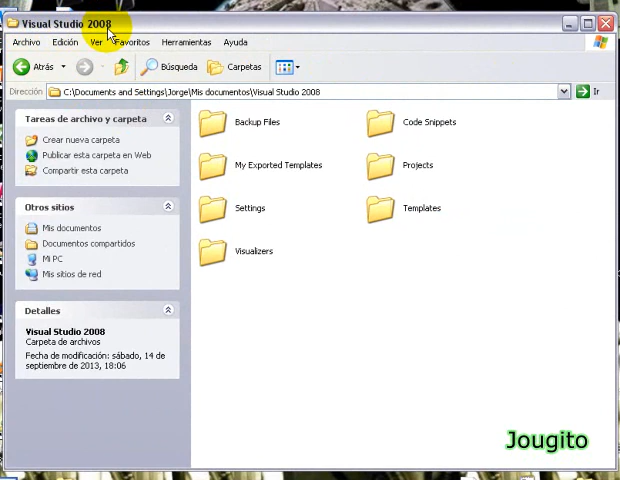 Visual Studio 2008
Archivo Edición Ver Favoritos Herramientas Ayuda
Atrás Búsqueda Carpetas
Dirección C:\Documents and Settings\Jorge\Mis documentos\Visual Studio 2008 Ir
Tareas de archivo y carpeta
Crear nueva carpeta
Publicar esta carpeta en Web
Compartir esta carpeta
Otros sitios
Mis documentos
Documentos compartidos
Mi PC
Mis sitios de red
Detalles
Visual Studio 2008
Carpeta de archivos
Fecha de modificación: sábado, 14 de
septiembre de 2013, 18:06
Backup Files Code Snippets
My Exported Templates Projects
Settings Templates
Visualizers
Jougito